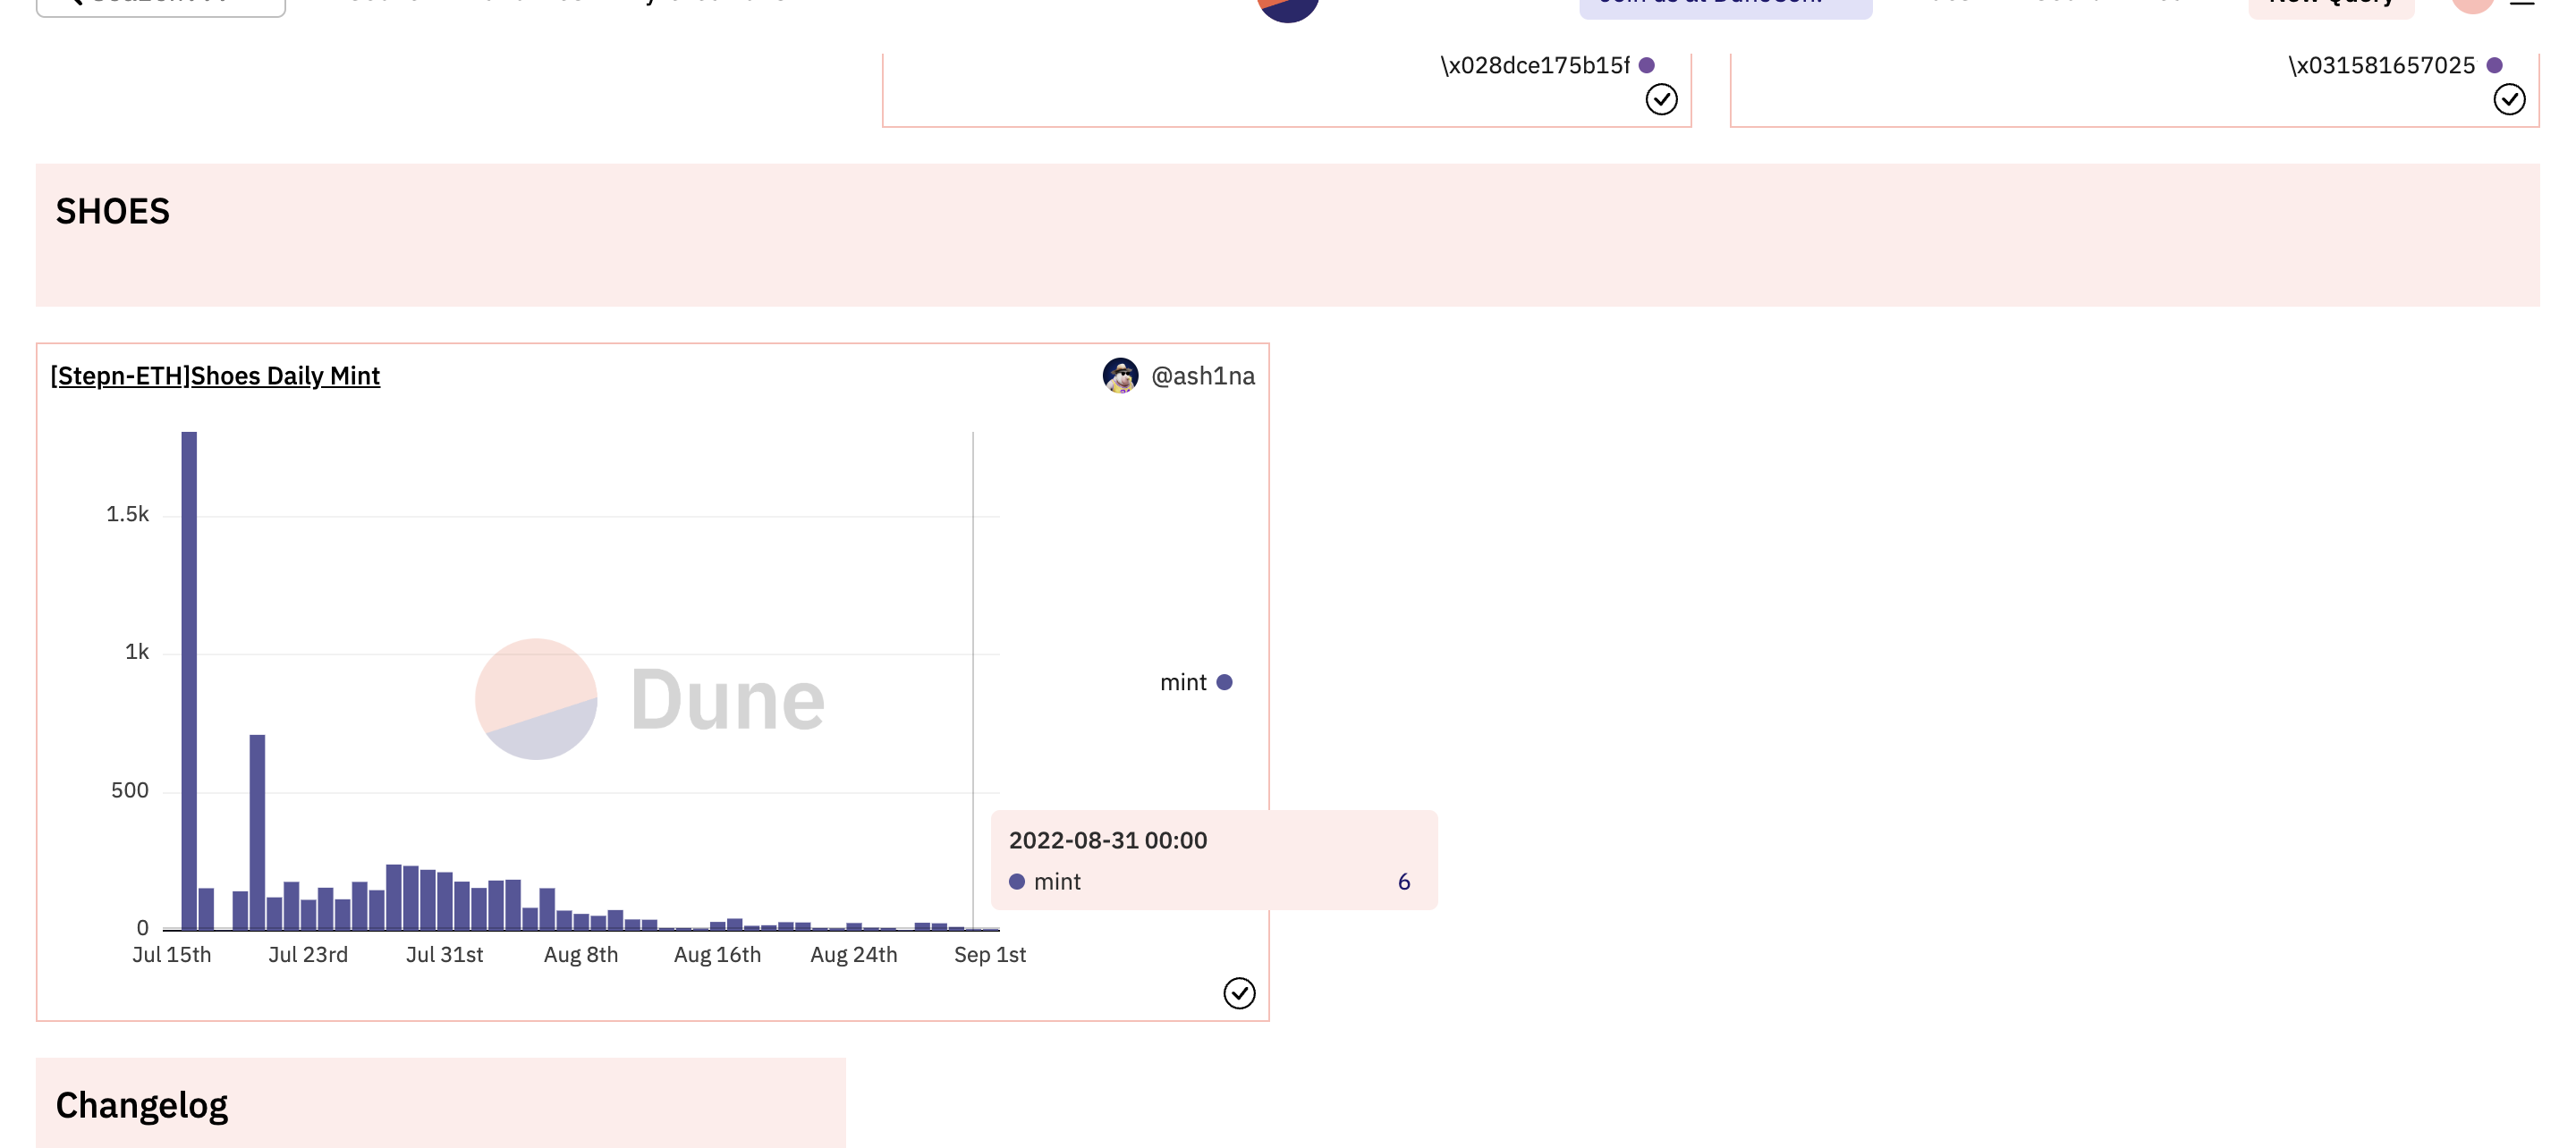 \x028dce175b15f
\x031581657025
SHOES
[Stepn-ETH]Shoes Daily Mint
@ash1na
1.5k
1k
500
0
Dune
mint
2022-08-31 00:00
mint 6
Jul 15th Jul 23rd Jul 31st Aug 8th Aug 16th Aug 24th Sep 1st
Changelog